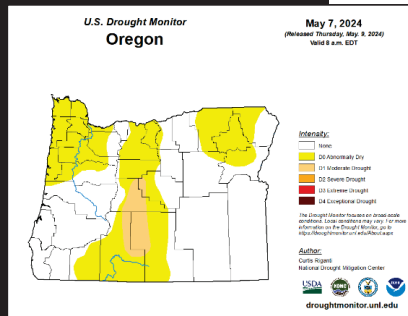 U.S. Drought Monitor
Oregon
May 7, 2024
(Released Thursday, May. 9, 2024)
Valid 8 a.m. EDT
Intensity:
None
D0 Abnormally Dry
D1 Moderate Drought
D2 Severe Drought
D3 Extreme Drought
D4 Exceptional Drought
The Drought Monitor focuses on broad-scale
conditions. Local conditions may vary. For more
information on the Drought Monitor, go to
https://droughtmonitor.unl.edu/About.aspx
Author:
Curtis Riganti
National Drought Mitigation Center
USDA
NDMC
droughtmonitor.unl.edu